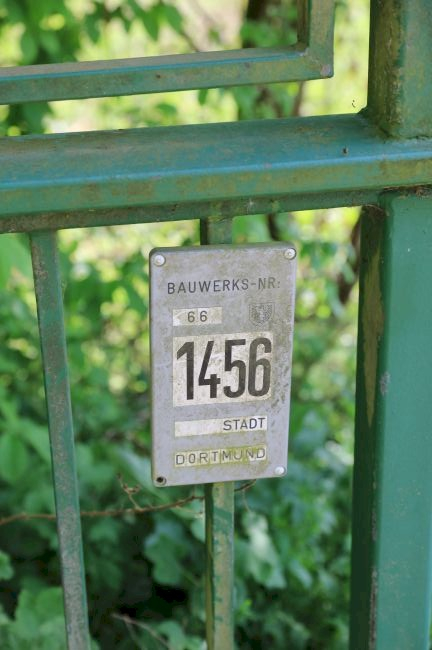 BAUWERKS-NR:
66
1456
STADT
DORTMUND